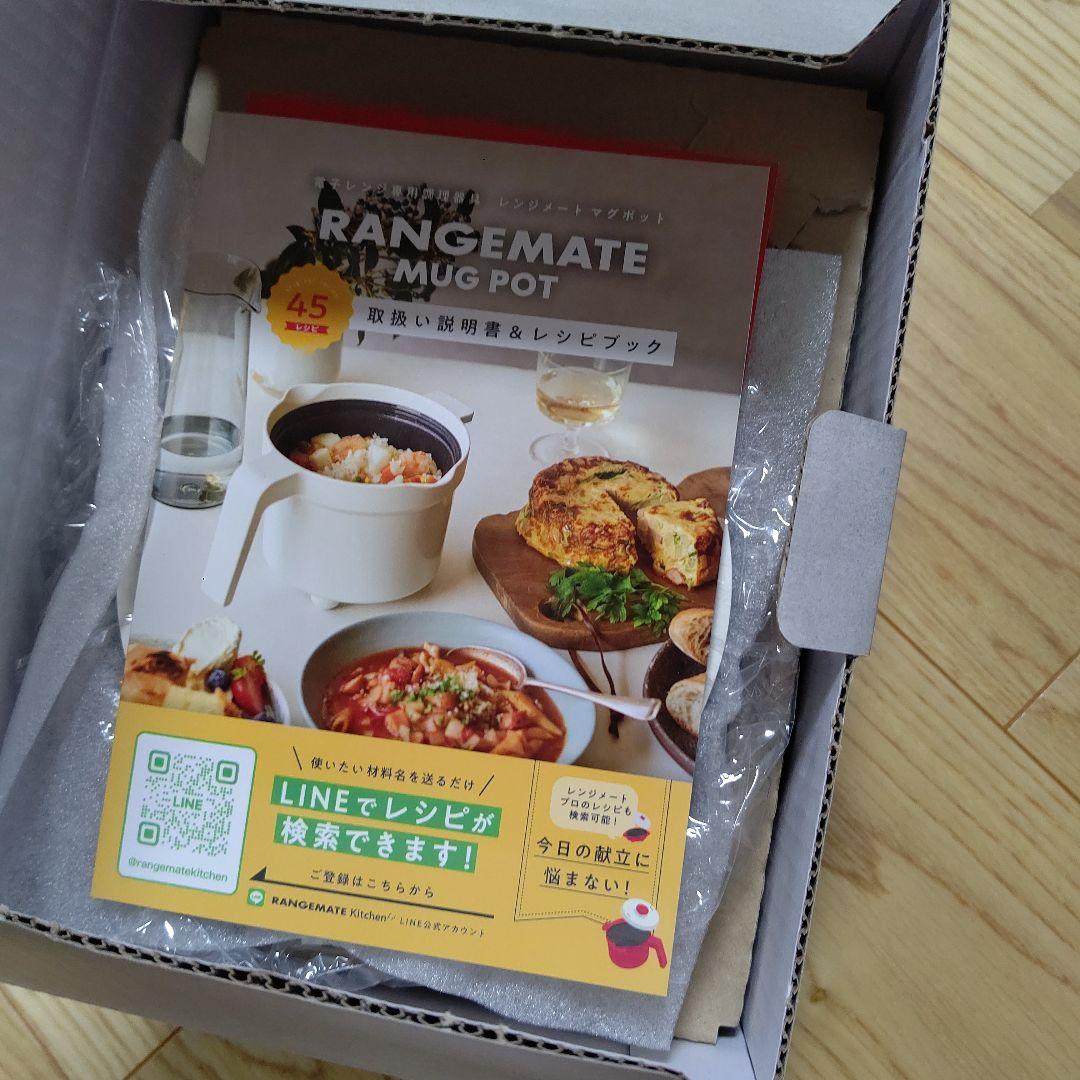 電子レンジ専用調理器具 レンジメート マグポット
RANGEMATE
MUG POT
45
レシピ
取扱い説明書&レシピブック
使いたい材料名を送るだけ
LINEでレシピが
検索できます!
ご登録はこちらから
LINE
@rangematekitchen
RANGEMATE Kitchen LINE公式アカウント
レンジメート
プロのレシピも
検索可能!
今日の献立に
悩まない!